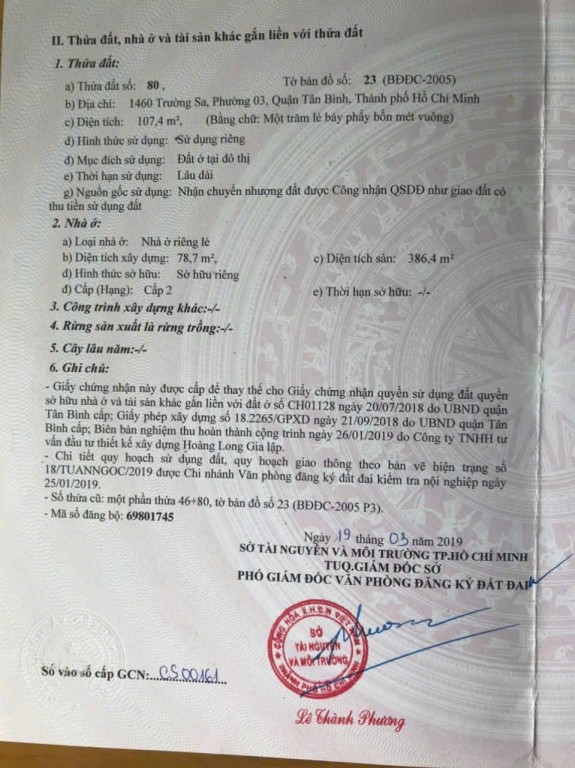 II. Thửa đất, nhà ở và tài sản khác gắn liền với thửa đất
1. Thửa đất:
a) Thửa đất số: 80 , Tờ bản đồ số: 23 (BĐĐC-2005)
b) Địa chỉ: 1460 Trường Sa, Phường 03, Quận Tân Bình, Thành phố Hồ Chí Minh
c) Diện tích: 107,4 m², (Bằng chữ: Một trăm lẻ bảy phẩy bốn mét vuông)
d) Hình thức sử dụng: Sử dụng riêng
đ) Mục đích sử dụng: Đất ở tại đô thị
e) Thời hạn sử dụng: Lâu dài
g) Nguồn gốc sử dụng: Nhận chuyển nhượng đất được Công nhận QSDĐ như giao đất có
thu tiền sử dụng đất
2. Nhà ở:
a) Loại nhà ở: Nhà ở riêng lẻ
b) Diện tích xây dựng: 78,7 m², c) Diện tích sàn: 386,4 m²
d) Hình thức sở hữu: Sở hữu riêng
đ) Cấp (Hạng): Cấp 2 e) Thời hạn sở hữu: -/-
3. Công trình xây dựng khác:-/-
4. Rừng sản xuất là rừng trồng:-/-
5. Cây lâu năm:-/-
6. Ghi chú:
- Giấy chứng nhận này được cấp để thay thế cho Giấy chứng nhận quyền sử dụng đất quyền
sở hữu nhà ở và tài sản khác gắn liền với đất ở số CH01128 ngày 20/07/2018 do UBND quận
Tân Bình cấp; Giấy phép xây dựng số 18.2265/GPXD ngày 21/09/2018 do UBND quận Tân
Bình cấp; Biên bản nghiệm thu hoàn thành công trình ngày 26/01/2019 do Công ty TNHH tư
vấn đầu tư thiết kế xây dựng Hoàng Long Gia lập.
- Chi tiết quy hoạch sử dụng đất, quy hoạch giao thông theo bản vẽ hiện trạng số
18/TUANNGOC/2019 được Chi nhánh Văn phòng đăng ký đất đai kiểm tra nội nghiệp ngày
25/01/2019.
- Số thửa cũ: một phần thửa 46+80, tờ bản đồ số 23 (BĐĐC-2005 P3).
- Mã số đăng bộ: 69801745
Ngày 19 tháng 03 năm 2019
SỞ TÀI NGUYÊN VÀ MÔI TRƯỜNG TP.HỒ CHÍ MINH
TUQ.GIÁM ĐỐC SỞ
PHÓ GIÁM ĐỐC VĂN PHÒNG ĐĂNG KÝ ĐẤT ĐAI
CỘNG HÒA X.H.C.N VIỆT NAM
SỞ
TÀI NGUYÊN
VÀ MÔI TRƯỜNG
THÀNH PHỐ HỒ CHÍ MINH
Số vào sổ cấp GCN:...CS00161...
Lê Thành Phương